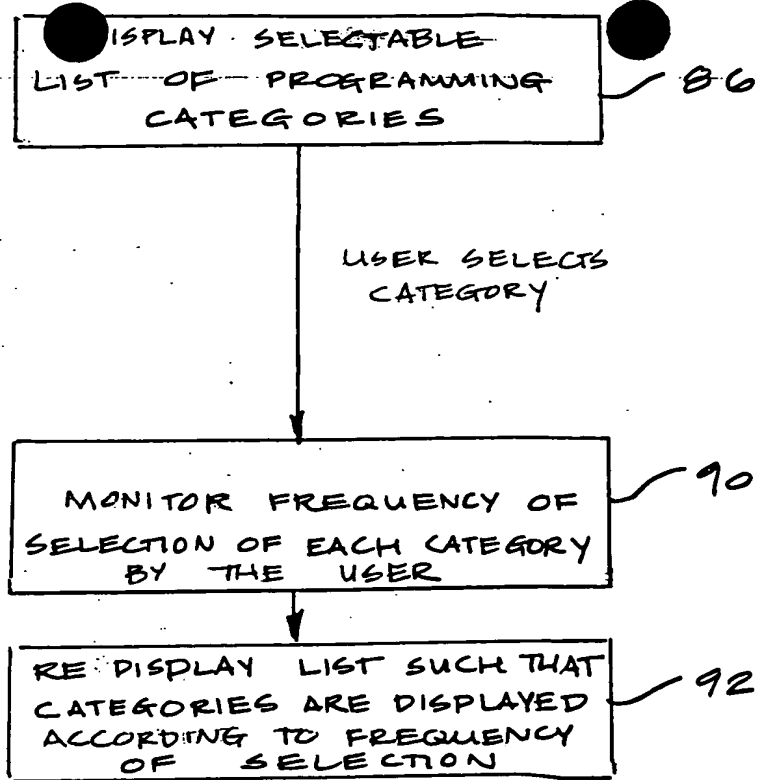 ISPLAY SELECTABLE
LIST OF PROGRAMMING
CATEGORIES
86
USER SELECTS
CATEGORY
90
MONITOR FREQUENCY OF
SELECTION OF EACH CATEGORY
BY THE USER
RE DISPLAY LIST SUCH THAT
92
CATEGORIES ARE DISPLAYED
ACCORDING TO FREQUENCY
OF SELECTION